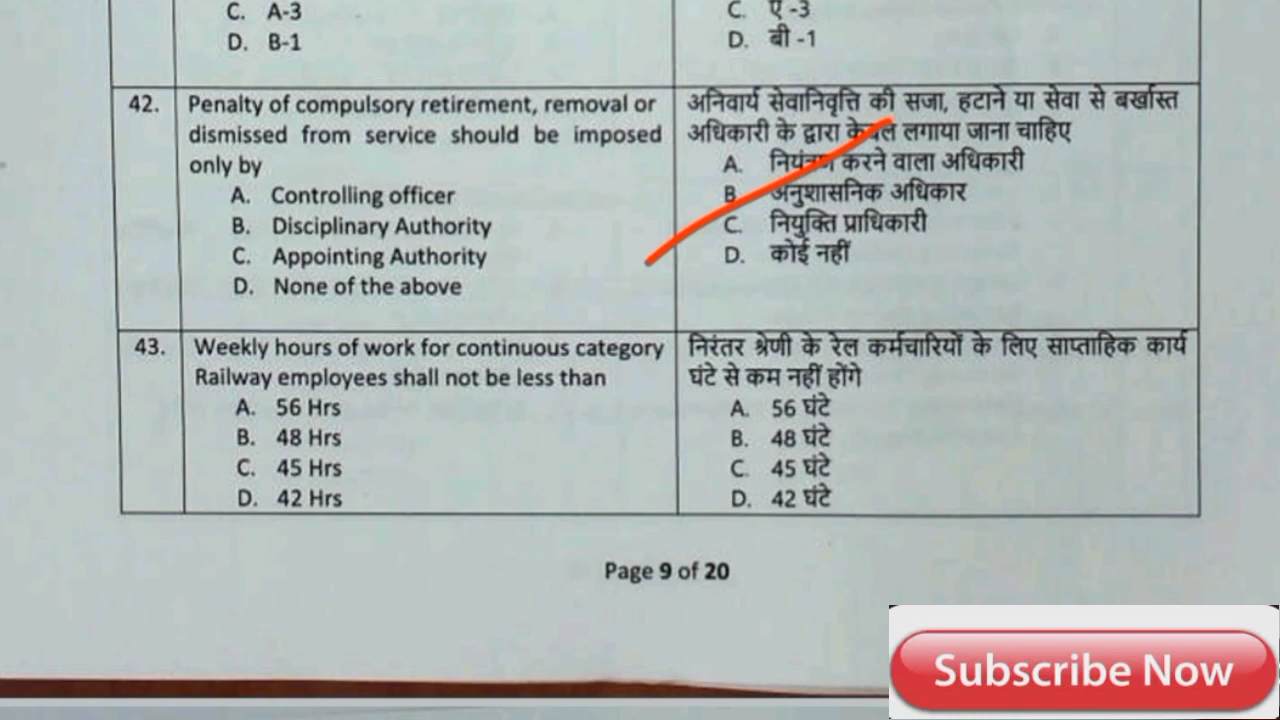 C. A-3
D. B-1
C. ए -3
D. बी -1
42. Penalty of compulsory retirement, removal or
dismissed from service should be imposed
only by
A. Controlling officer
B. Disciplinary Authority
C. Appointing Authority
D. None of the above
अनिवार्य सेवानिवृत्ति की सजा, हटाने या सेवा से बर्खास्त
अधिकारी के द्वारा केवल लगाया जाना चाहिए
A. नियंत्रण करने वाला अधिकारी
B. अनुशासनिक अधिकार
C. नियुक्ति प्राधिकारी
D. कोई नहीं
43. Weekly hours of work for continuous category
Railway employees shall not be less than
A. 56 Hrs
B. 48 Hrs
C. 45 Hrs
D. 42 Hrs
निरंतर श्रेणी के रेल कर्मचारियों के लिए साप्ताहिक कार्य
घंटे से कम नहीं होंगे
A. 56 घंटे
B. 48 घंटे
C. 45 घंटे
D. 42 घंटे
Page 9 of 20
Subscribe Now